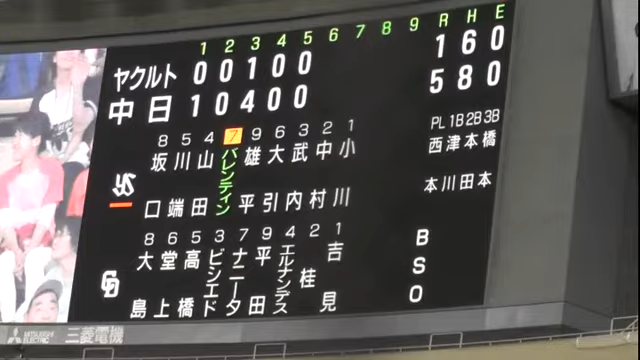 1 2 3 4 5 6 7 8 9 R H E
ヤクルト 0 0 1 0 0 1 6 0
中日 1 0 4 0 0 5 8 0
8 5 4 7 9 6 3 2 1 PL 1B 2B 3B
坂口 川端 山田 バレンティン 雄平 大引 武内 中村 小川 西本 津川 本田 橋本
YS
8 6 5 3 7 9 4 2 1
大島 堂上 高橋 ビシエド ナニータ 平田 エルナンデス 桂 吉見
CD
B
S
O
MITSUBISHI ELECTRIC 三菱電機